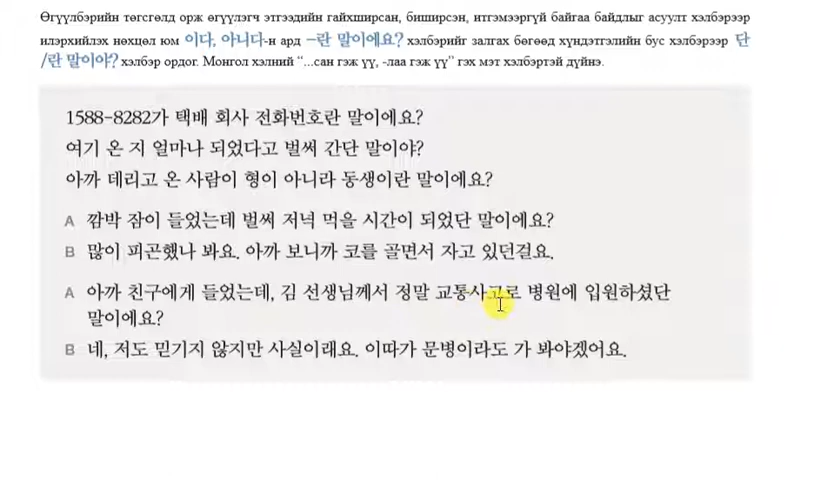 Өгүүлбэрийн төгсгөлд орж өгүүлэгч этгээдийн гайхширсан, биширсэн, итгэмээргүй байгаа байдлыг асуулт хэлбэрээр
илэрхийлэх нөхцөл юм 이다, 아니다-н ард –란 말이에요? хэлбэрийг залгах бөгөөд хүндэтгэлийн бус хэлбэрээр 단
/란 말이야? хэлбэр ордог. Монгол хэлний “...сан гэж үү, -лаа гэж үү” гэх мэт хэлбэртэй дүйнэ.
1588-8282가 택배 회사 전화번호란 말이에요?
여기 온 지 얼마나 되었다고 벌써 간단 말이야?
아까 데리고 온 사람이 형이 아니라 동생이란 말이에요?
A 깜박 잠이 들었는데 벌써 저녁 먹을 시간이 되었단 말이에요?
B 많이 피곤했나 봐요. 아까 보니까 코를 골면서 자고 있던걸요.
A 아까 친구에게 들었는데, 김 선생님께서 정말 교통사고로 병원에 입원하셨단
말이에요?
B 네, 저도 믿기지 않지만 사실이래요. 이따가 문병이라도 가 봐야겠어요.